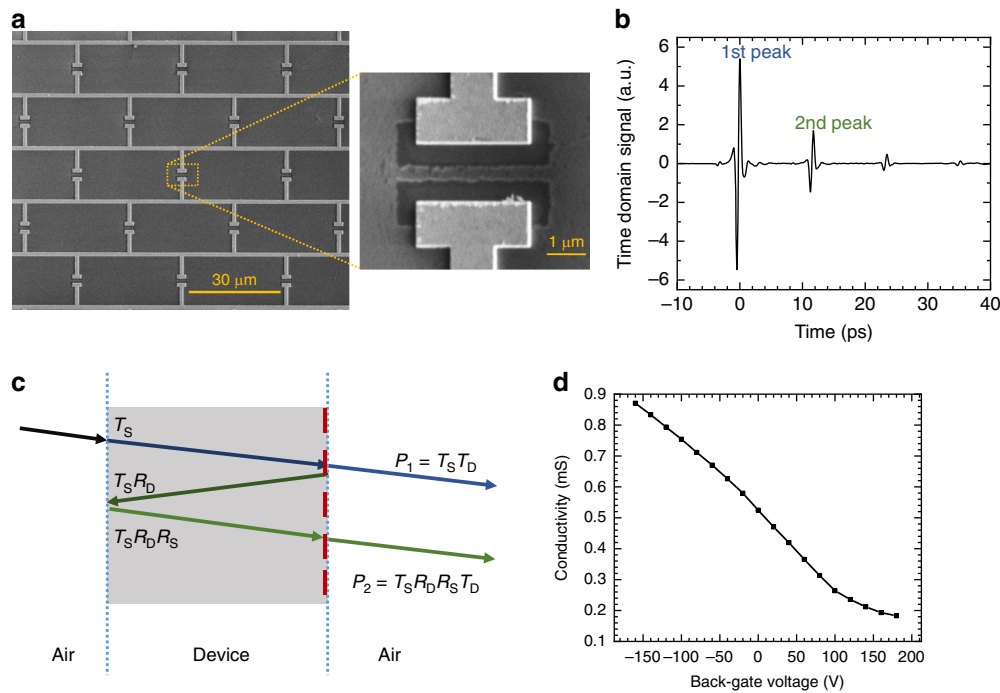 a
30 μm
1 μm
b
Time domain signal (a.u.)
6
4
2
0
−2
−4
−6
1st peak
2nd peak
−10
0
10
20
30
40
Time (ps)
c
T_S
T_S R_D
T_S R_D R_S
P_1 = T_S T_D
P_2 = T_S R_D R_S T_D
Air
Device
Air
d
Conductivity (mS)
0.9
0.8
0.7
0.6
0.5
0.4
0.3
0.2
0.1
−150
−100
−50
0
50
100
150
200
Back-gate voltage (V)